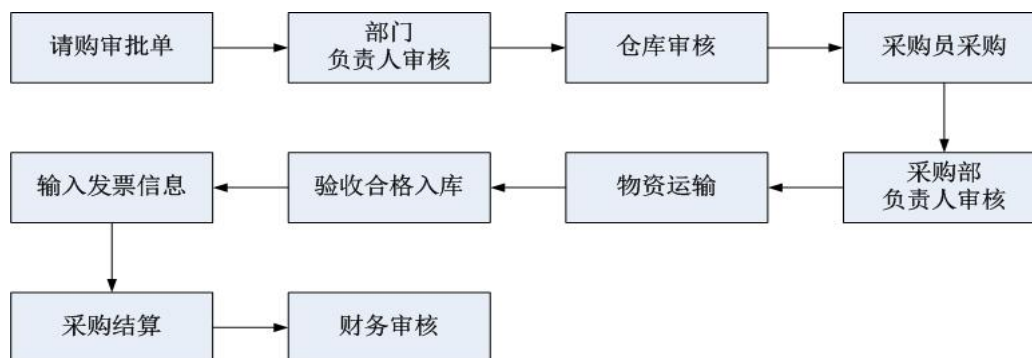 请购审批单
部门
负责人审核
仓库审核
采购员采购
采购部
负责人审核
物资运输
验收合格入库
输入发票信息
采购结算
财务审核